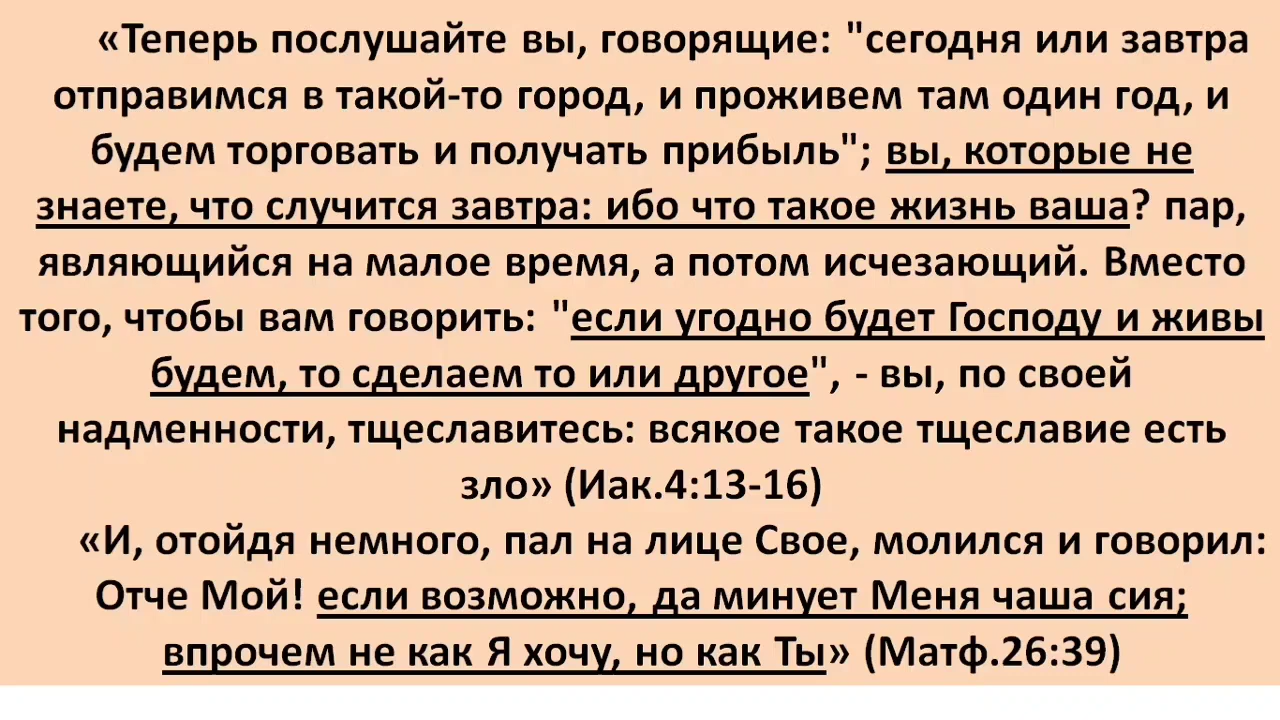 «Теперь послушайте вы, говорящие: "сегодня или завтра
отправимся в такой-то город, и проживем там один год, и
будем торговать и получать прибыль"; вы, которые не
знаете, что случится завтра: ибо что такое жизнь ваша? пар,
являющийся на малое время, а потом исчезающий. Вместо
того, чтобы вам говорить: "если угодно будет Господу и живы
будем, то сделаем то или другое", - вы, по своей
надменности, тщеславитесь: всякое такое тщеславие есть
зло» (Иак.4:13-16)
«И, отойдя немного, пал на лице Свое, молился и говорил:
Отче Мой! если возможно, да минует Меня чаша сия;
впрочем не как Я хочу, но как Ты» (Матф.26:39)